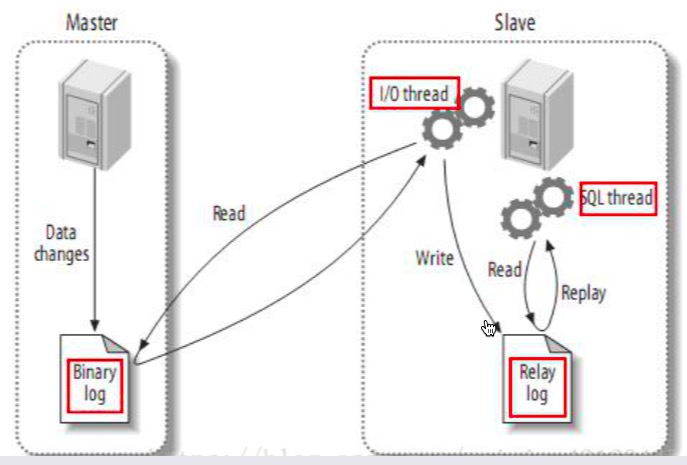 Master
Slave
I/O thread
SQL thread
Read
Data
changes
Write
Read
Replay
Binary
log
Relay
log